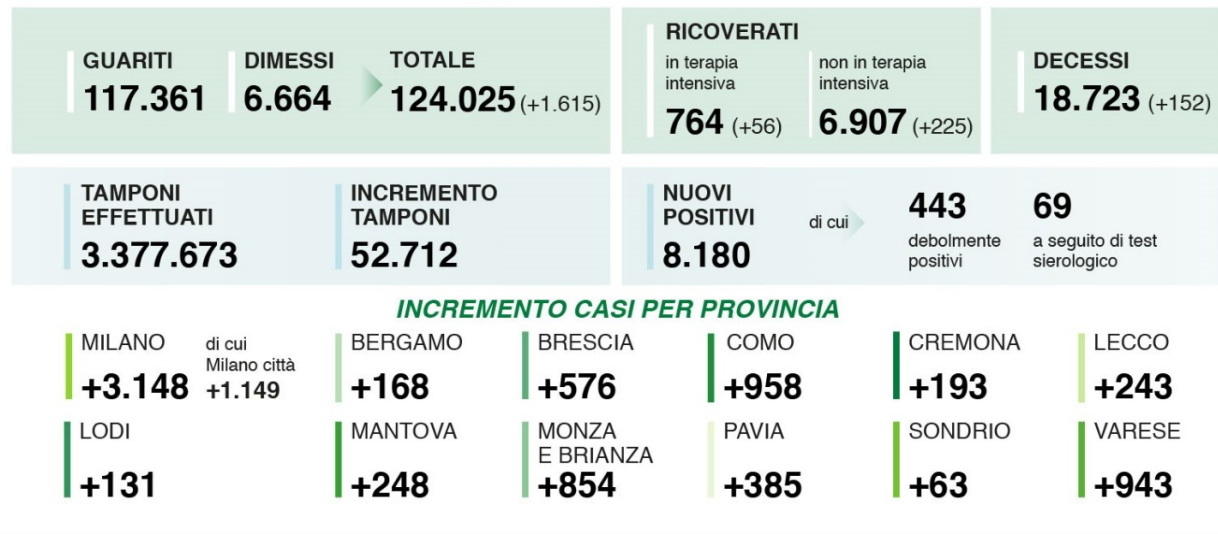 GUARITI
117.361
DIMESSI
6.664
TOTALE
124.025 (+1.615)
RICOVERATI
in terapia
intensiva
764 (+56)
non in terapia
intensiva
6.907 (+225)
DECESSI
18.723 (+152)
TAMPONI
EFFETTUATI
3.377.673
INCREMENTO
TAMPONI
52.712
NUOVI
POSITIVI
8.180
di cui
443
debolmente
positivi
69
a seguito di test
sierologico
INCREMENTO CASI PER PROVINCIA
MILANO
+3.148
di cui
Milano città
+1.149
BERGAMO
+168
BRESCIA
+576
COMO
+958
CREMONA
+193
LECCO
+243
LODI
+131
MANTOVA
+248
MONZA
E BRIANZA
+854
PAVIA
+385
SONDRIO
+63
VARESE
+943